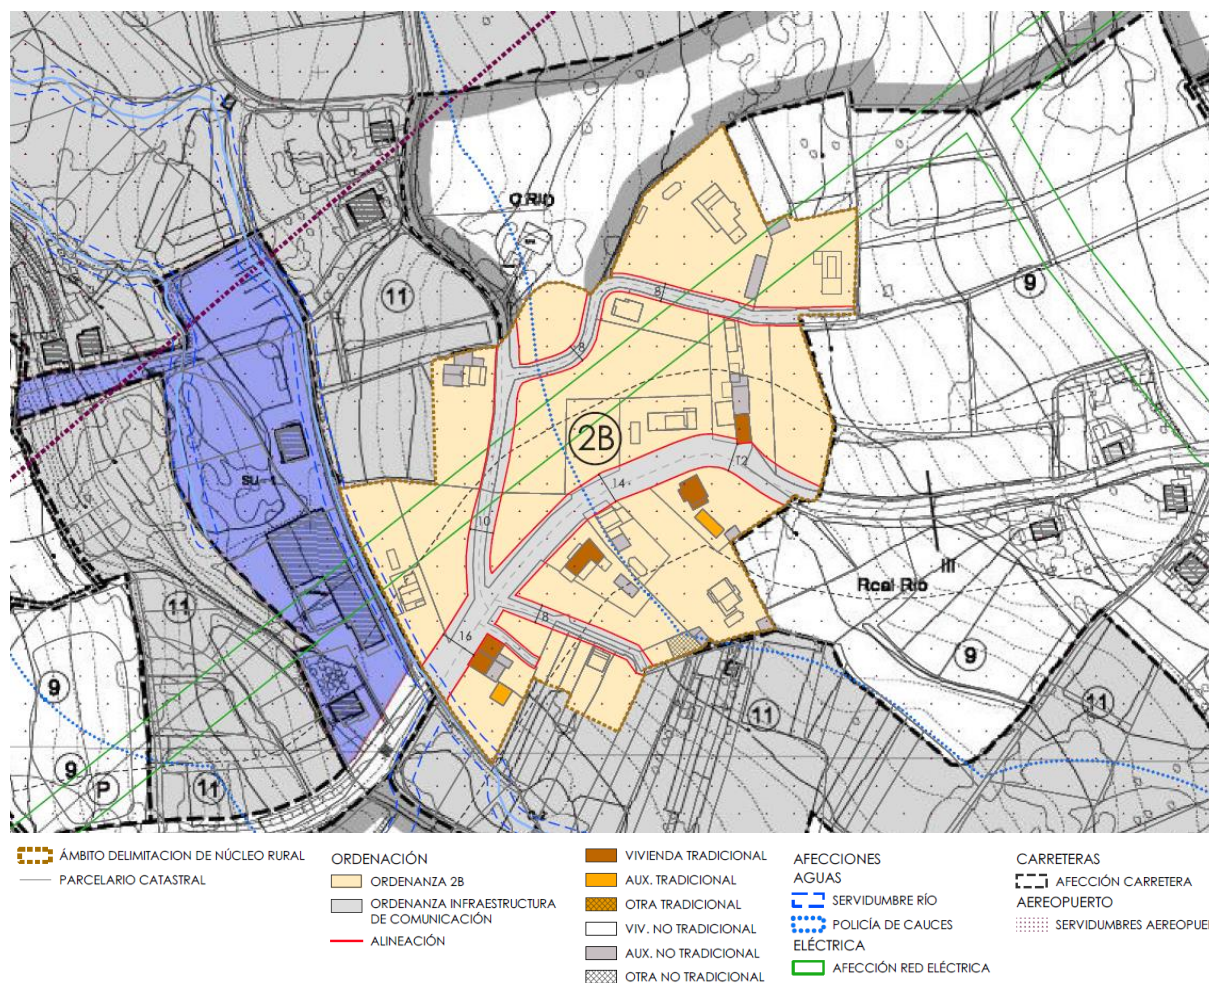 O RIO
11
8
9
8
2B
12
SU-1
14
10
III
Real Rio
11
8
16
9
9
11
11
9
P
11
ÁMBITO DELIMITACION DE NÚCLEO RURAL
PARCELARIO CATASTRAL
ORDENACIÓN
ORDENANZA 2B
ORDENANZA INFRAESTRUCTURA
DE COMUNICACIÓN
ALINEACIÓN
VIVIENDA TRADICIONAL
AUX. TRADICIONAL
OTRA TRADICIONAL
VIV. NO TRADICIONAL
AUX. NO TRADICIONAL
OTRA NO TRADICIONAL
AFECCIONES
AGUAS
SERVIDUMBRE RÍO
POLICÍA DE CAUCES
ELÉCTRICA
AFECCIÓN RED ELÉCTRICA
CARRETERAS
AFECCIÓN CARRETERA
AEREOPUERTO
SERVIDUMBRES AEREOPUE